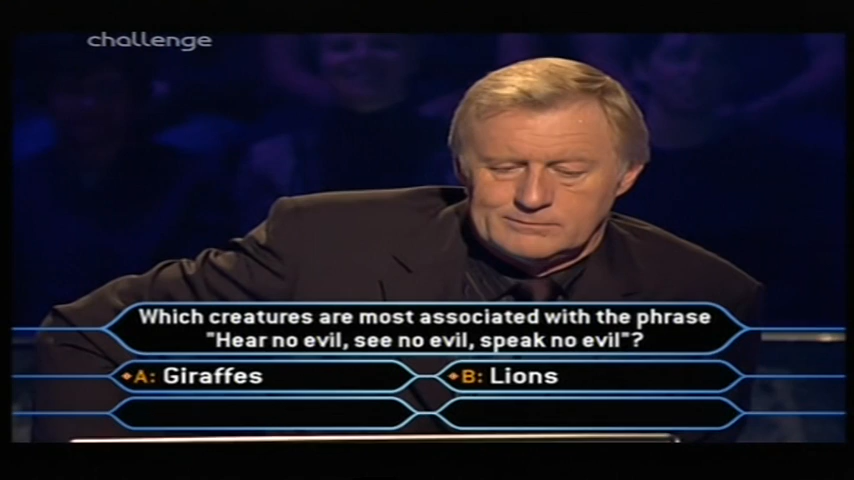 challenge
Which creatures are most associated with the phrase
"Hear no evil, see no evil, speak no evil"?
A: Giraffes
B: Lions